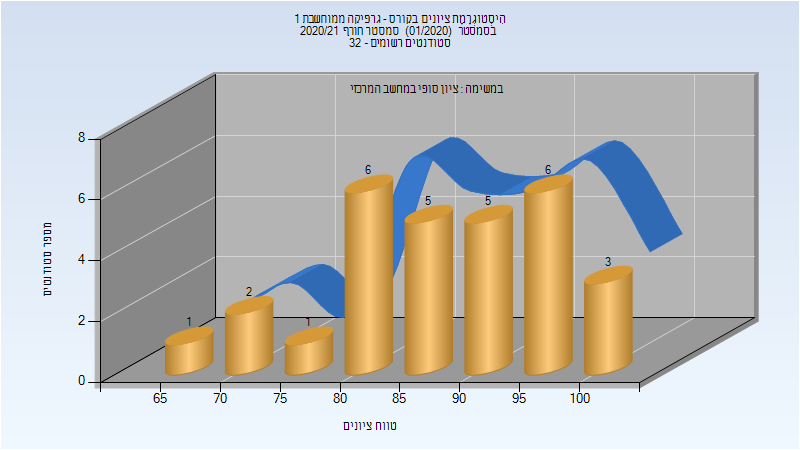 היסטוגרמת ציונים בקורס - גרפיקה ממוחשבת 1
בסמסטר (01/2020) סמסטר חורף 2020/21
סטודנטים רשומים - 32
במשימה : ציון סופי במחשב המרכזי
מספר סטודנטים
8
6
4
2
0
1
2
1
6
5
5
6
3
65 70 75 80 85 90 95 100
טווח ציונים